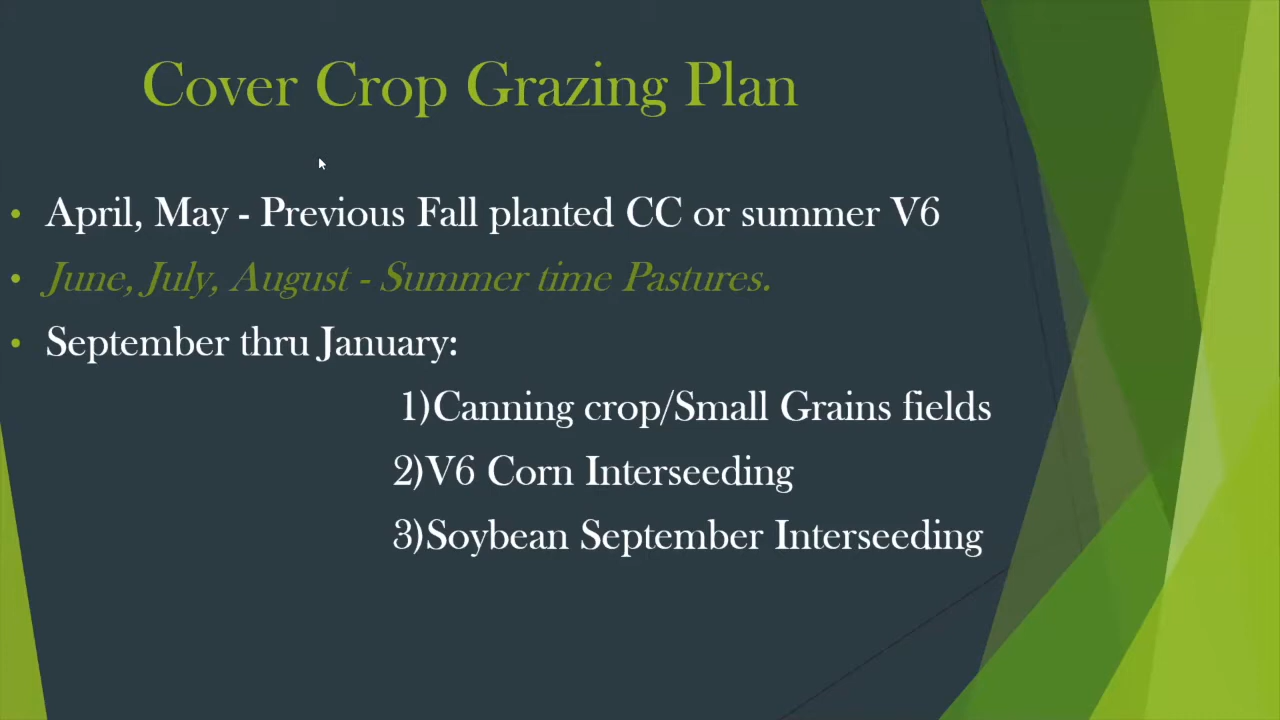 Cover Crop Grazing Plan
• April, May - Previous Fall planted CC or summer V6
• June, July, August - Summer time Pastures.
• September thru January:
1)Canning crop/Small Grains fields
2)V6 Corn Interseeding
3)Soybean September Interseeding